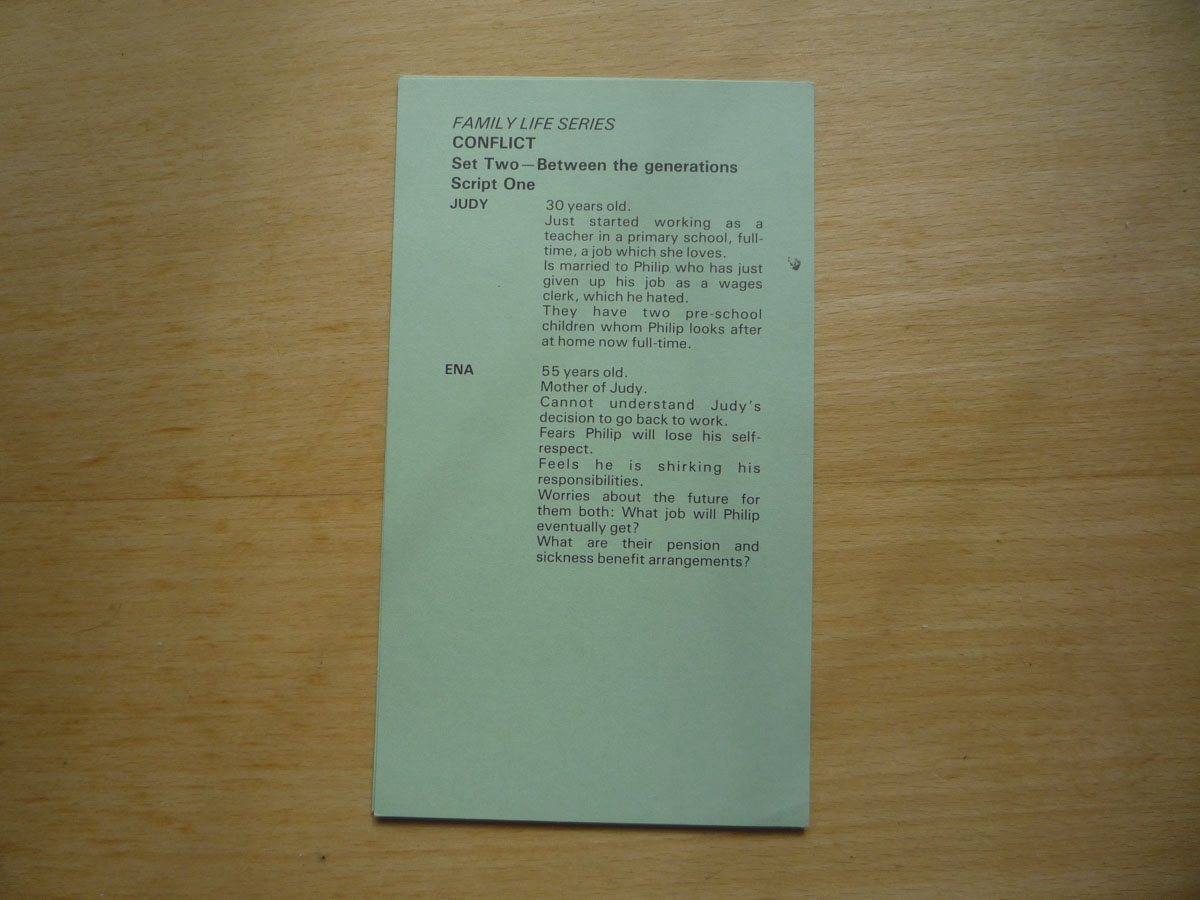 FAMILY LIFE SERIES
CONFLICT
Set Two—Between the generations
Script One
JUDY 30 years old.
Just started working as a
teacher in a primary school, full-
time, a job which she loves.
Is married to Philip who has just
given up his job as a wages
clerk, which he hated.
They have two pre-school
children whom Philip looks after
at home now full-time.
ENA 55 years old.
Mother of Judy.
Cannot understand Judy's
decision to go back to work.
Fears Philip will lose his self-
respect.
Feels he is shirking his
responsibilities.
Worries about the future for
them both: What job will Philip
eventually get?
What are their pension and
sickness benefit arrangements?